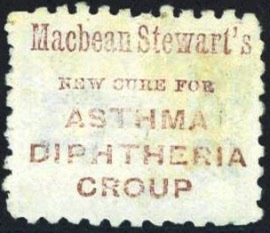 Macbean Stewart's
NEW CURE FOR
ASTHMA
DIPHTHERIA
CROUP